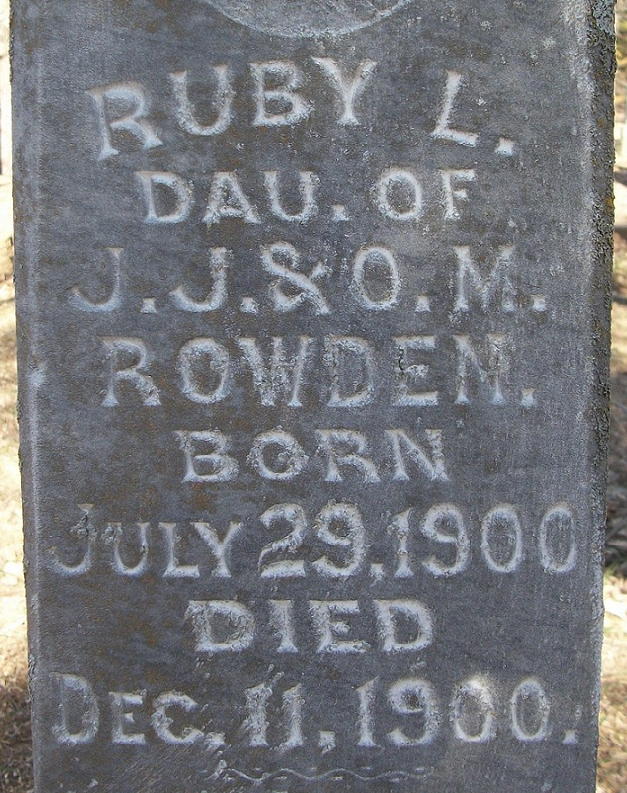 RUBY L.
DAU. OF
J. J. & O. M.
ROWDEN.
BORN
JULY 29, 1900
DIED
DEC. 11, 1900.